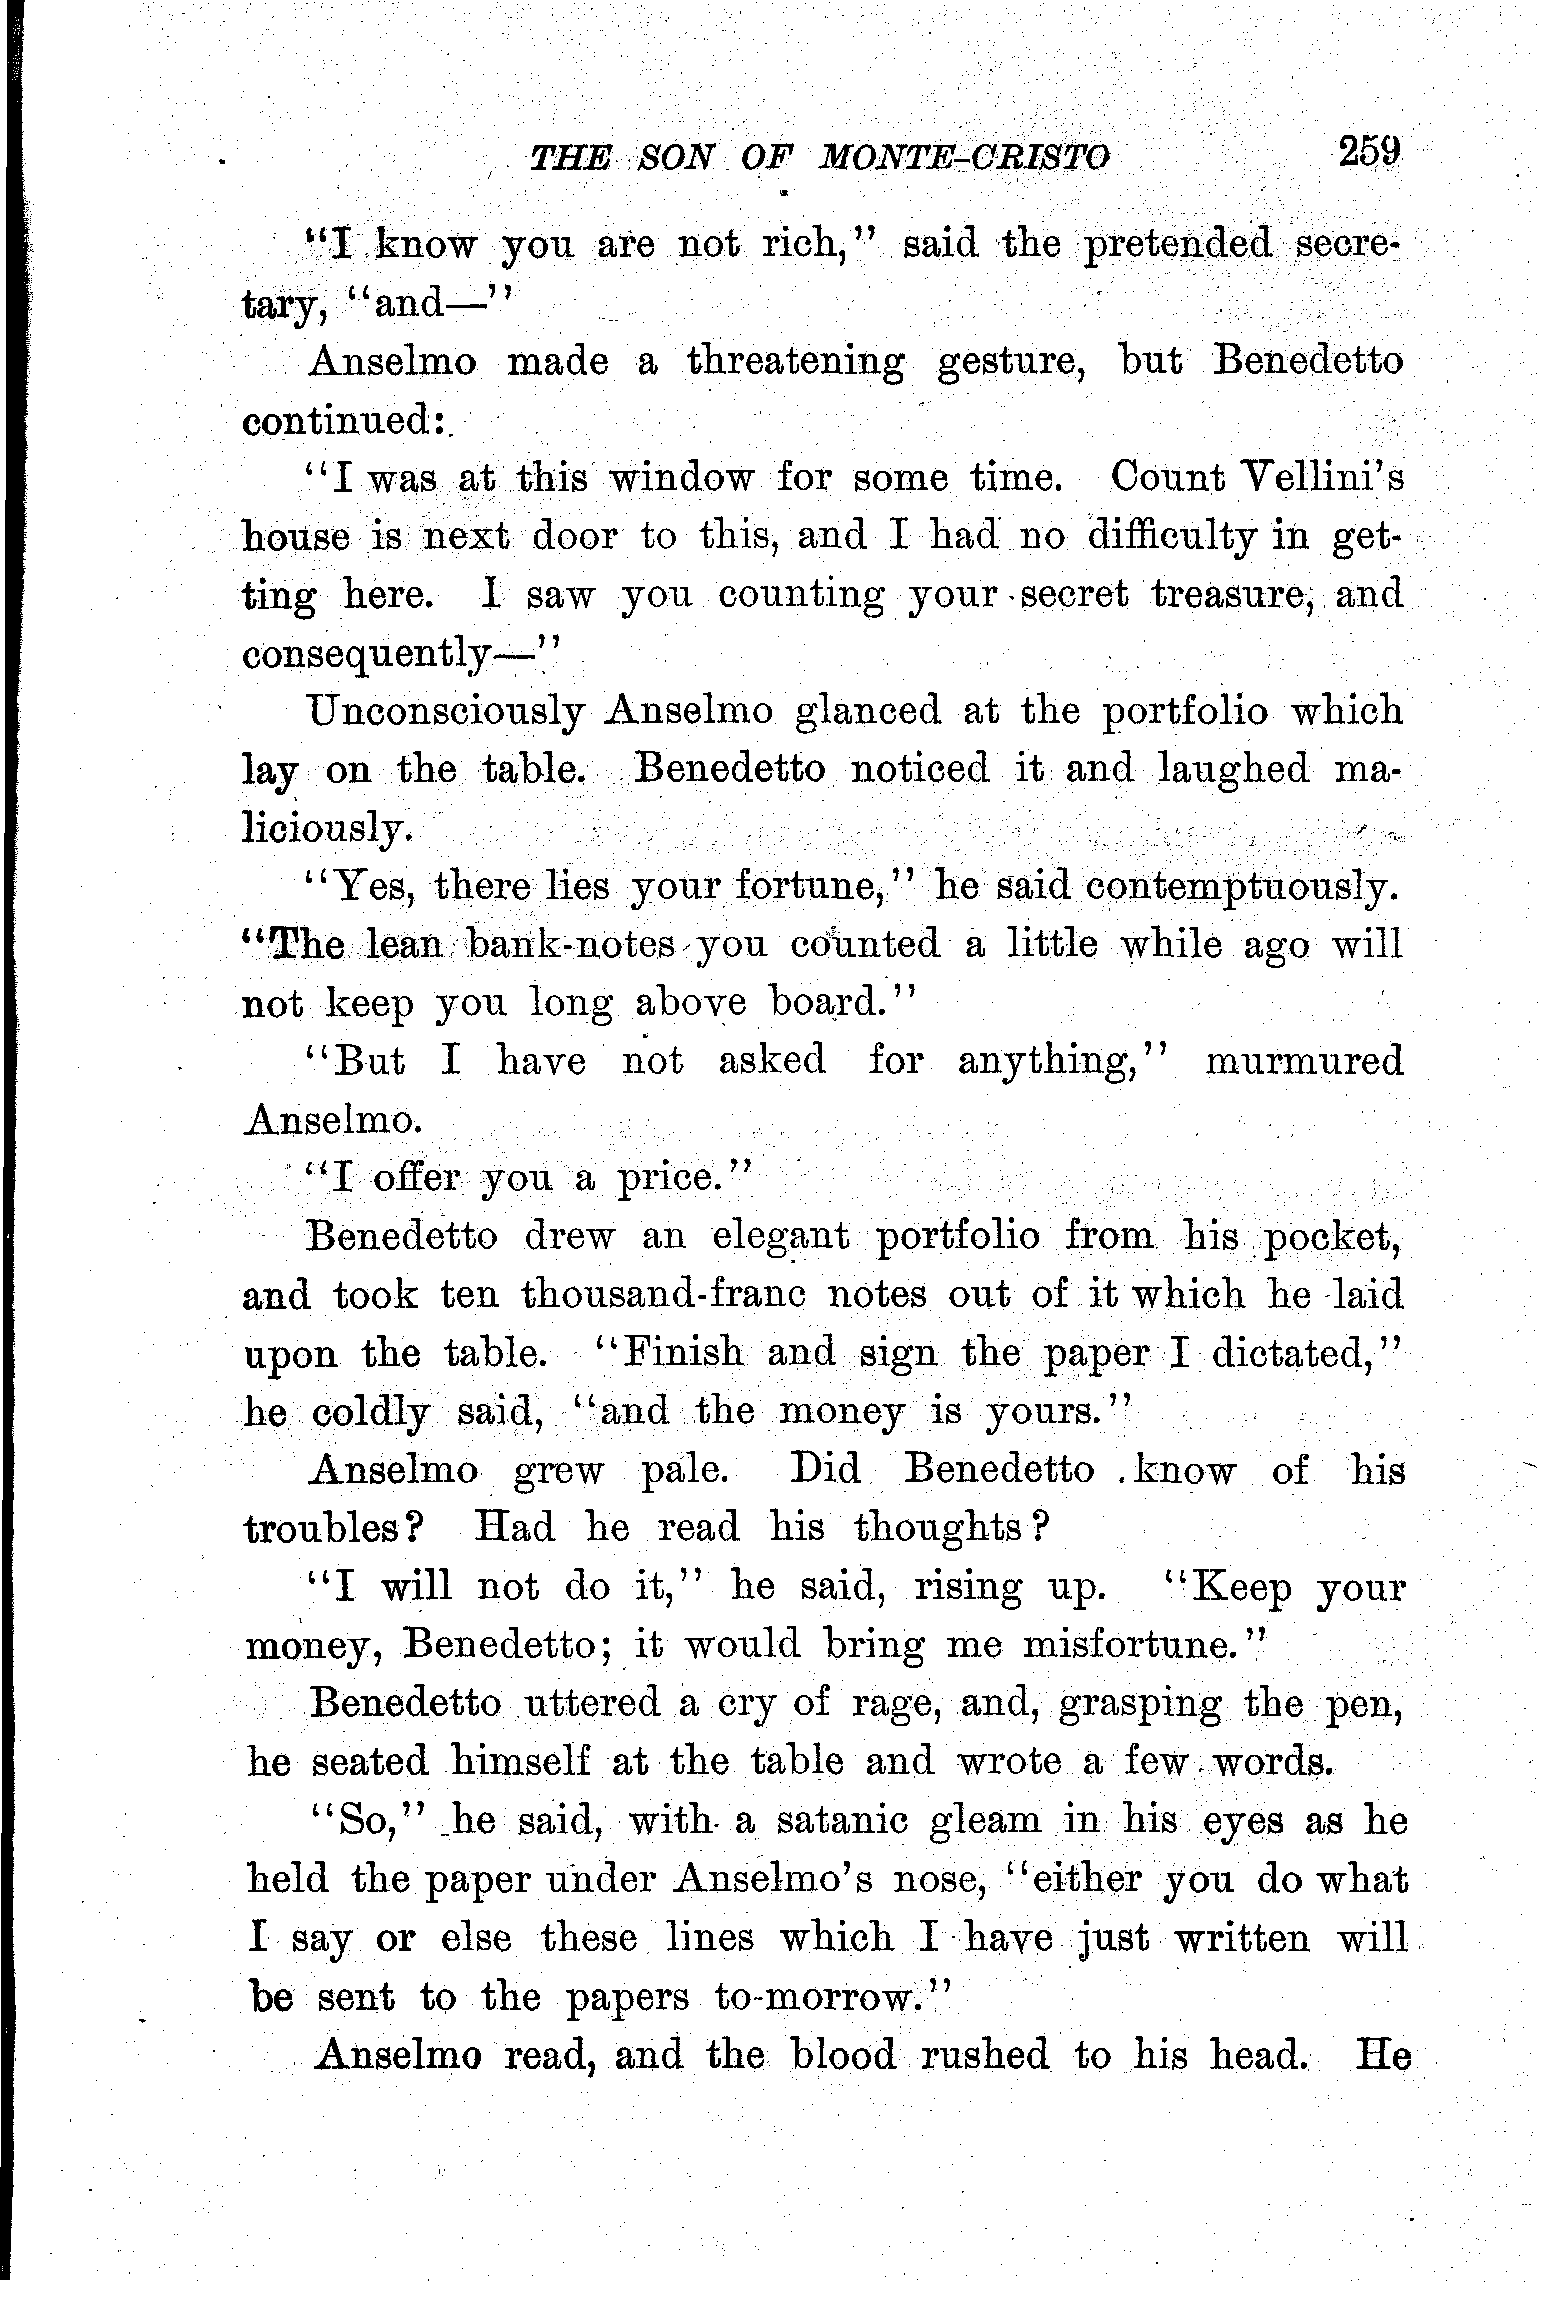 THE SON OF MONTE-CRISTO 259
"I know you are not rich," said the pretended secre-
tary, "and—"
Anselmo made a threatening gesture, but Benedetto
continued:
"I was at this window for some time. Count Vellini's
house is next door to this, and I had no difficulty in get-
ting here. I saw you counting your secret treasure, and
consequently—"
Unconsciously Anselmo glanced at the portfolio which
lay on the table. Benedetto noticed it and laughed ma-
liciously.
"Yes, there lies your fortune," he said contemptuously.
"The lean bank-notes you counted a little while ago will
not keep you long above board."
"But I have not asked for anything," murmured
Anselmo.
"I offer you a price."
Benedetto drew an elegant portfolio from his pocket,
and took ten thousand-franc notes out of it which he laid
upon the table. "Finish and sign the paper I dictated,"
he coldly said, "and the money is yours."
Anselmo grew pale. Did Benedetto know of his
troubles? Had he read his thoughts?
"I will not do it," he said, rising up. "Keep your
money, Benedetto; it would bring me misfortune."
Benedetto uttered a cry of rage, and, grasping the pen,
he seated himself at the table and wrote a few words.
"So," he said, with a satanic gleam in his eyes as he
held the paper under Anselmo's nose, "either you do what
I say or else these lines which I have just written will
be sent to the papers to-morrow."
Anselmo read, and the blood rushed to his head. He